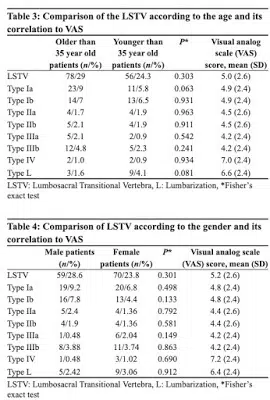 Table 3: Comparison of the LSTV according to the age and its
correlation to VAS
Older than
35 year old
patients (n/%)
Younger than
35 year old
patients (n/%)
P*
Visual analog
scale (VAS)
score, mean (SD)
LSTV 78/29 56/24.3 0.303 5.0 (2.6)
Type Ia 23/9 11/5.8 0.063 4.9 (2.4)
Type Ib 14/7 13/6.5 0.931 4.9 (2.4)
Type IIa 4/1.7 4/1.9 0.963 4.5 (2.6)
Type IIb 5/2.1 4/1.9 0.911 4.5 (2.6)
Type IIIa 5/2.1 2/0.9 0.542 4.2 (2.4)
Type IIIb 12/4.8 5/2.3 0.241 4.2 (2.4)
Type IV 2/1.0 2/0.9 0.934 7.0 (2.4)
Type L 3/1.6 9/4.1 0.081 6.6 (2.4)
LSTV: Lumbosacral Transitional Vertebra, L: Lumbarization, *Fisher's
exact test
Table 4: Comparison of LSTV according to the gender and its
correlation to VAS
Male patients
(n/%)
Female
patients (n/%)
P*
Visual analog scale
(VAS) score, mean (SD)
LSTV 59/28.6 70/23.8 0.301 5.2 (2.6)
Type Ia 19/9.2 20/6.8 0.498 4.8 (2.4)
Type Ib 16/7.8 13/4.4 0.133 4.8 (2.4)
Type IIa 5/2.4 4/1.36 0.792 4.4 (2.6)
Type IIb 4/1.9 4/1.36 0.581 4.4 (2.6)
Type IIIa 1/0.48 6/2.04 0.149 4.2 (2.4)
Type IIIb 8/3.88 11/3.74 0.863 4.2 (2.4)
Type IV 1/0.48 3/1.02 0.690 7.2 (2.4)
Type L 5/2.42 9/3.06 0.912 6.4 (2.4)
LSTV: Lumbosacral Transitional Vertebra, L: Lumbarization, *Fisher's
exact test